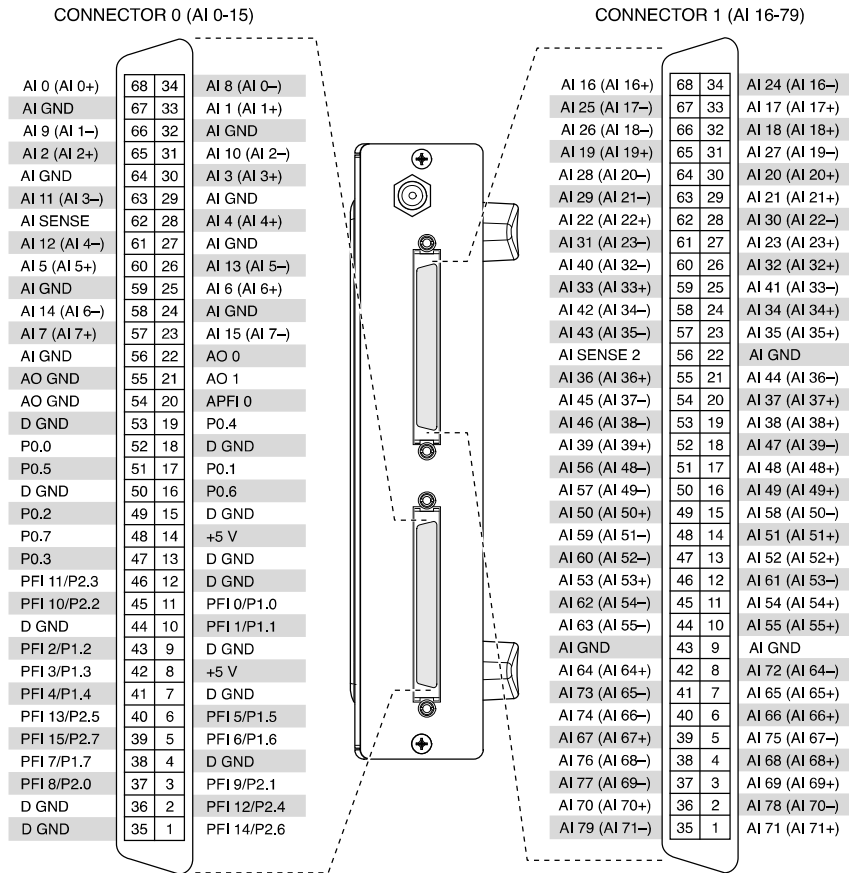 CONNECTOR 0 (AI 0-15) CONNECTOR 1 (AI 16-79)
AI 0 (AI 0+) 68 34 AI 8 (AI 0–)
AI GND 67 33 AI 1 (AI 1+)
AI 9 (AI 1–) 66 32 AI GND
AI 2 (AI 2+) 65 31 AI 10 (AI 2–)
AI GND 64 30 AI 3 (AI 3+)
AI 11 (AI 3–) 63 29 AI GND
AI SENSE 62 28 AI 4 (AI 4+)
AI 12 (AI 4–) 61 27 AI GND
AI 5 (AI 5+) 60 26 AI 13 (AI 5–)
AI GND 59 25 AI 6 (AI 6+)
AI 14 (AI 6–) 58 24 AI GND
AI 7 (AI 7+) 57 23 AI 15 (AI 7–)
AI GND 56 22 AO 0
AO GND 55 21 AO 1
AO GND 54 20 APFI 0
D GND 53 19 P0.4
P0.0 52 18 D GND
P0.5 51 17 P0.1
D GND 50 16 P0.6
P0.2 49 15 D GND
P0.7 48 14 +5 V
P0.3 47 13 D GND
PFI 11/P2.3 46 12 D GND
PFI 10/P2.2 45 11 PFI 0/P1.0
D GND 44 10 PFI 1/P1.1
PFI 2/P1.2 43 9 D GND
PFI 3/P1.3 42 8 +5 V
PFI 4/P1.4 41 7 D GND
PFI 13/P2.5 40 6 PFI 5/P1.5
PFI 15/P2.7 39 5 PFI 6/P1.6
PFI 7/P1.7 38 4 D GND
PFI 8/P2.0 37 3 PFI 9/P2.1
D GND 36 2 PFI 12/P2.4
D GND 35 1 PFI 14/P2.6
AI 16 (AI 16+) 68 34 AI 24 (AI 16–)
AI 25 (AI 17–) 67 33 AI 17 (AI 17+)
AI 26 (AI 18–) 66 32 AI 18 (AI 18+)
AI 19 (AI 19+) 65 31 AI 27 (AI 19–)
AI 28 (AI 20–) 64 30 AI 20 (AI 20+)
AI 29 (AI 21–) 63 29 AI 21 (AI 21+)
AI 22 (AI 22+) 62 28 AI 30 (AI 22–)
AI 31 (AI 23–) 61 27 AI 23 (AI 23+)
AI 40 (AI 32–) 60 26 AI 32 (AI 32+)
AI 33 (AI 33+) 59 25 AI 41 (AI 33–)
AI 42 (AI 34–) 58 24 AI 34 (AI 34+)
AI 43 (AI 35–) 57 23 AI 35 (AI 35+)
AI SENSE 2 56 22 AI GND
AI 36 (AI 36+) 55 21 AI 44 (AI 36–)
AI 45 (AI 37–) 54 20 AI 37 (AI 37+)
AI 46 (AI 38–) 53 19 AI 38 (AI 38+)
AI 39 (AI 39+) 52 18 AI 47 (AI 39–)
AI 56 (AI 48–) 51 17 AI 48 (AI 48+)
AI 57 (AI 49–) 50 16 AI 49 (AI 49+)
AI 50 (AI 50+) 49 15 AI 58 (AI 50–)
AI 59 (AI 51–) 48 14 AI 51 (AI 51+)
AI 60 (AI 52–) 47 13 AI 52 (AI 52+)
AI 53 (AI 53+) 46 12 AI 61 (AI 53–)
AI 62 (AI 54–) 45 11 AI 54 (AI 54+)
AI 63 (AI 55–) 44 10 AI 55 (AI 55+)
AI GND 43 9 AI GND
AI 64 (AI 64+) 42 8 AI 72 (AI 64–)
AI 73 (AI 65–) 41 7 AI 65 (AI 65+)
AI 74 (AI 66–) 40 6 AI 66 (AI 66+)
AI 67 (AI 67+) 39 5 AI 75 (AI 67–)
AI 76 (AI 68–) 38 4 AI 68 (AI 68+)
AI 77 (AI 69–) 37 3 AI 69 (AI 69+)
AI 70 (AI 70+) 36 2 AI 78 (AI 70–)
AI 79 (AI 71–) 35 1 AI 71 (AI 71+)